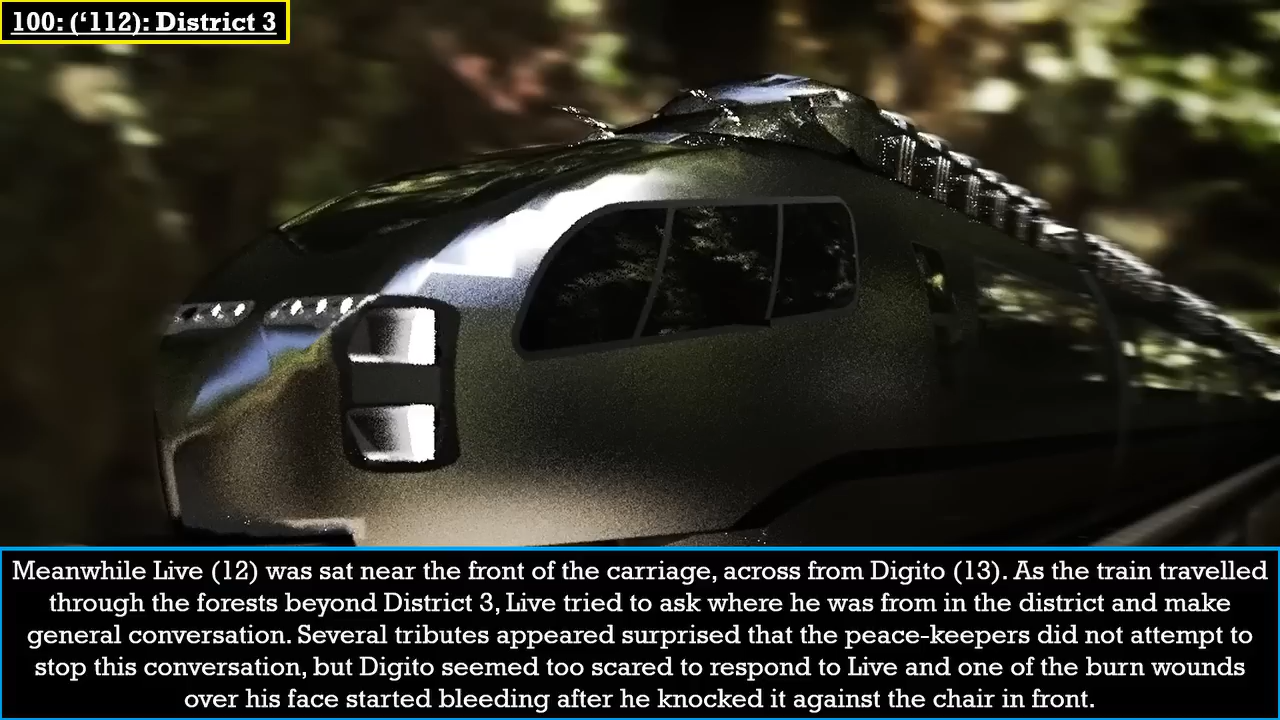 100: (‘112): District 3
Meanwhile Live (12) was sat near the front of the carriage, across from Digito (13). As the train travelled
through the forests beyond District 3, Live tried to ask where he was from in the district and make
general conversation. Several tributes appeared surprised that the peace-keepers did not attempt to
stop this conversation, but Digito seemed too scared to respond to Live and one of the burn wounds
over his face started bleeding after he knocked it against the chair in front.